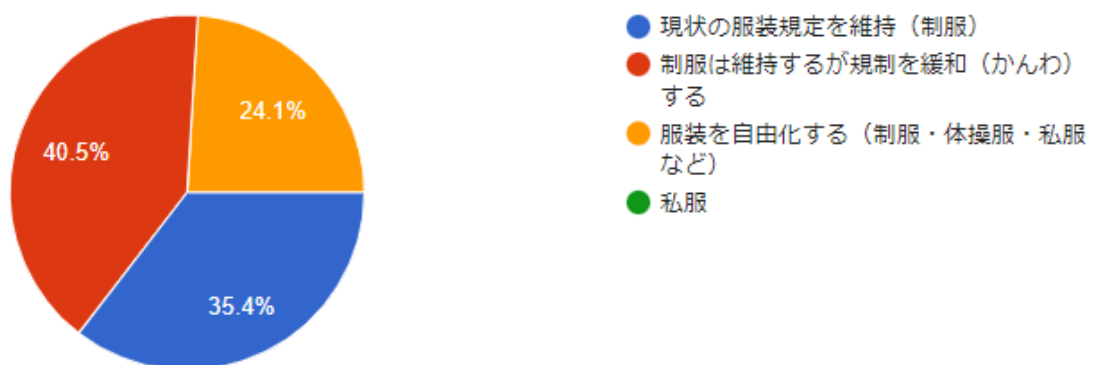 24.1%
40.5%
35.4%
現状の服装規定を維持（制服）
制服は維持するが規制を緩和（かんわ）
する
服装を自由化する（制服・体操服・私服
など）
私服